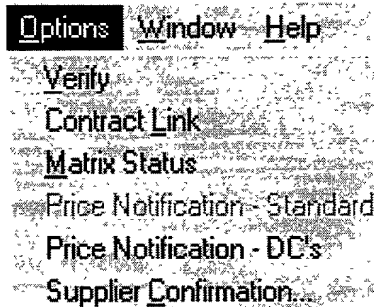 Options Window Help
Verify
Contract Link
Matrix Status
Price Notification - Standard
Price Notification - DC's
Supplier Confirmation